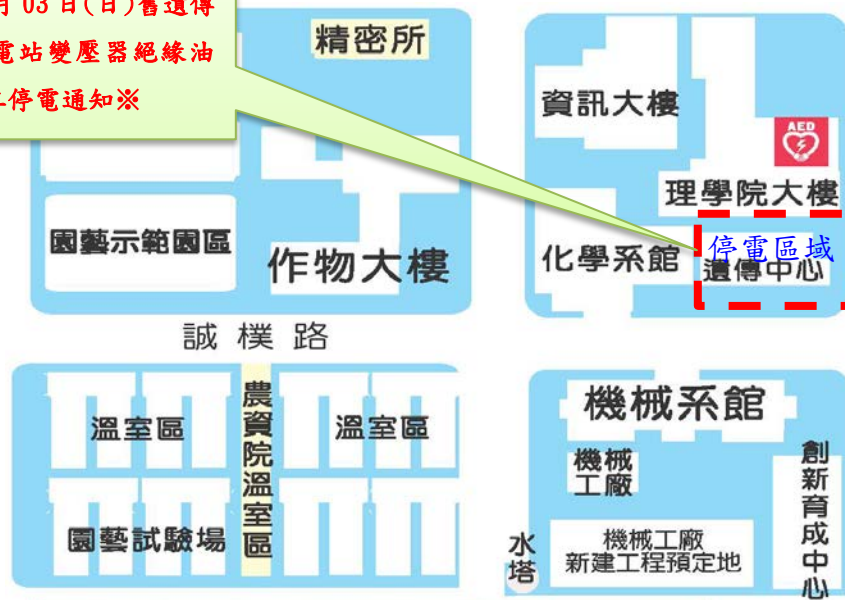 月03日(日)舊遺傳
電站變壓器絕緣油
停電通知※
精密所
資訊大樓
AED
理學院大樓
園藝示範園區
作物大樓
化學系館
停電區域
遺傳中心
誠樸路
溫室區
農資院溫室區
溫室區
園藝試驗場
機械系館
機械
工廠
創新育成中心
水塔
機械工廠
新建工程預定地